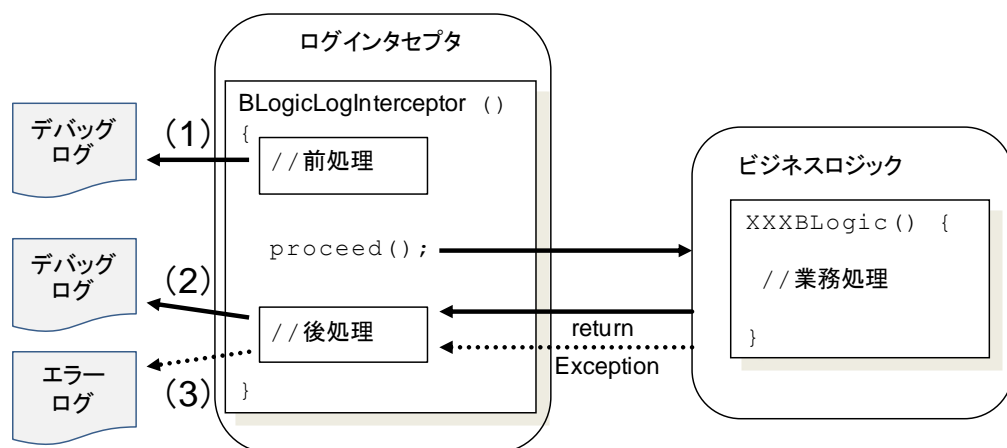 ログインタセプタ
BLogicLogInterceptor ()
{
//前処理
proceed();
//後処理
}
デバッグ
ログ
(1)
デバッグ
ログ
(2)
エラー
ログ
(3)
return
Exception
ビジネスロジック
XXXBLogic() {
//業務処理
}